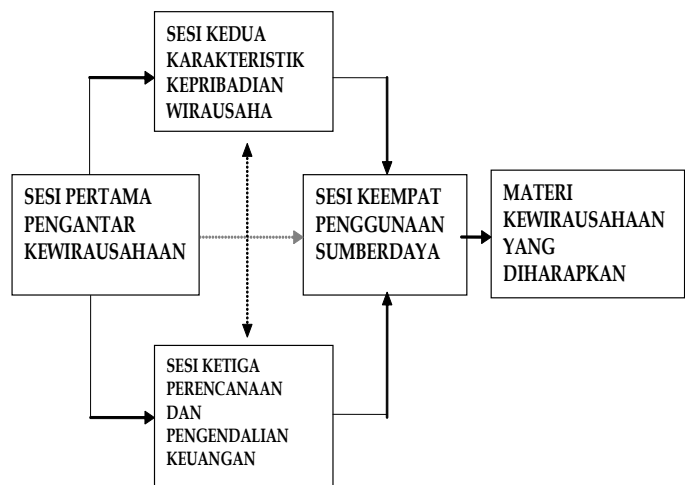 SESI KEDUA
KARAKTERISTIK
KEPRIBADIAN
WIRAUSAHA
SESI PERTAMA
PENGANTAR
KEWIRAUSAHAAN
SESI KEEMPAT
PENGGUNAAN
SUMBERDAYA
MATERI
KEWIRAUSAHAAN
YANG
DIHARAPKAN
SESI KETIGA
PERENCANAAN
DAN
PENGENDALIAN
KEUANGAN